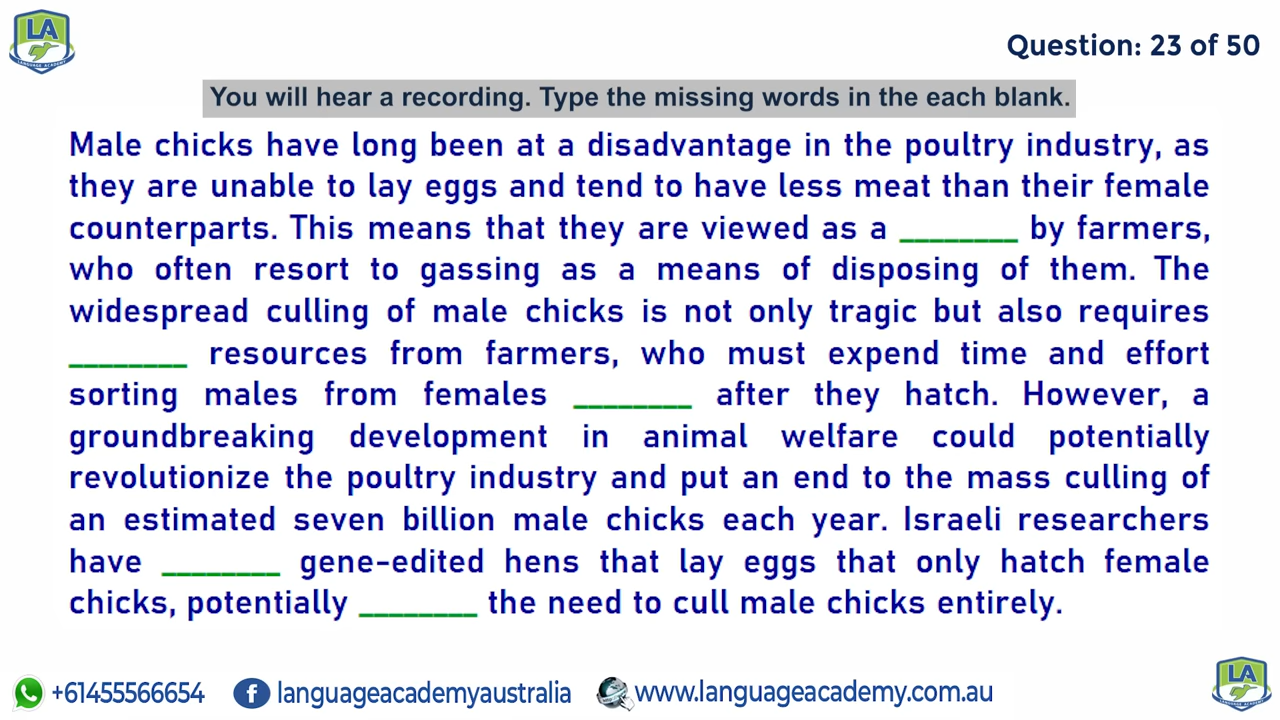 LA
LANGUAGE ACADEMY
Question: 23 of 50
You will hear a recording. Type the missing words in the each blank.
Male chicks have long been at a disadvantage in the poultry industry, as
they are unable to lay eggs and tend to have less meat than their female
counterparts. This means that they are viewed as a ________ by farmers,
who often resort to gassing as a means of disposing of them. The
widespread culling of male chicks is not only tragic but also requires
________ resources from farmers, who must expend time and effort
sorting males from females ________ after they hatch. However, a
groundbreaking development in animal welfare could potentially
revolutionize the poultry industry and put an end to the mass culling of
an estimated seven billion male chicks each year. Israeli researchers
have ________ gene-edited hens that lay eggs that only hatch female
chicks, potentially ________ the need to cull male chicks entirely.
+61455566654
languageacademyaustralia
www.languageacademy.com.au
LA
LANGUAGE ACADEMY